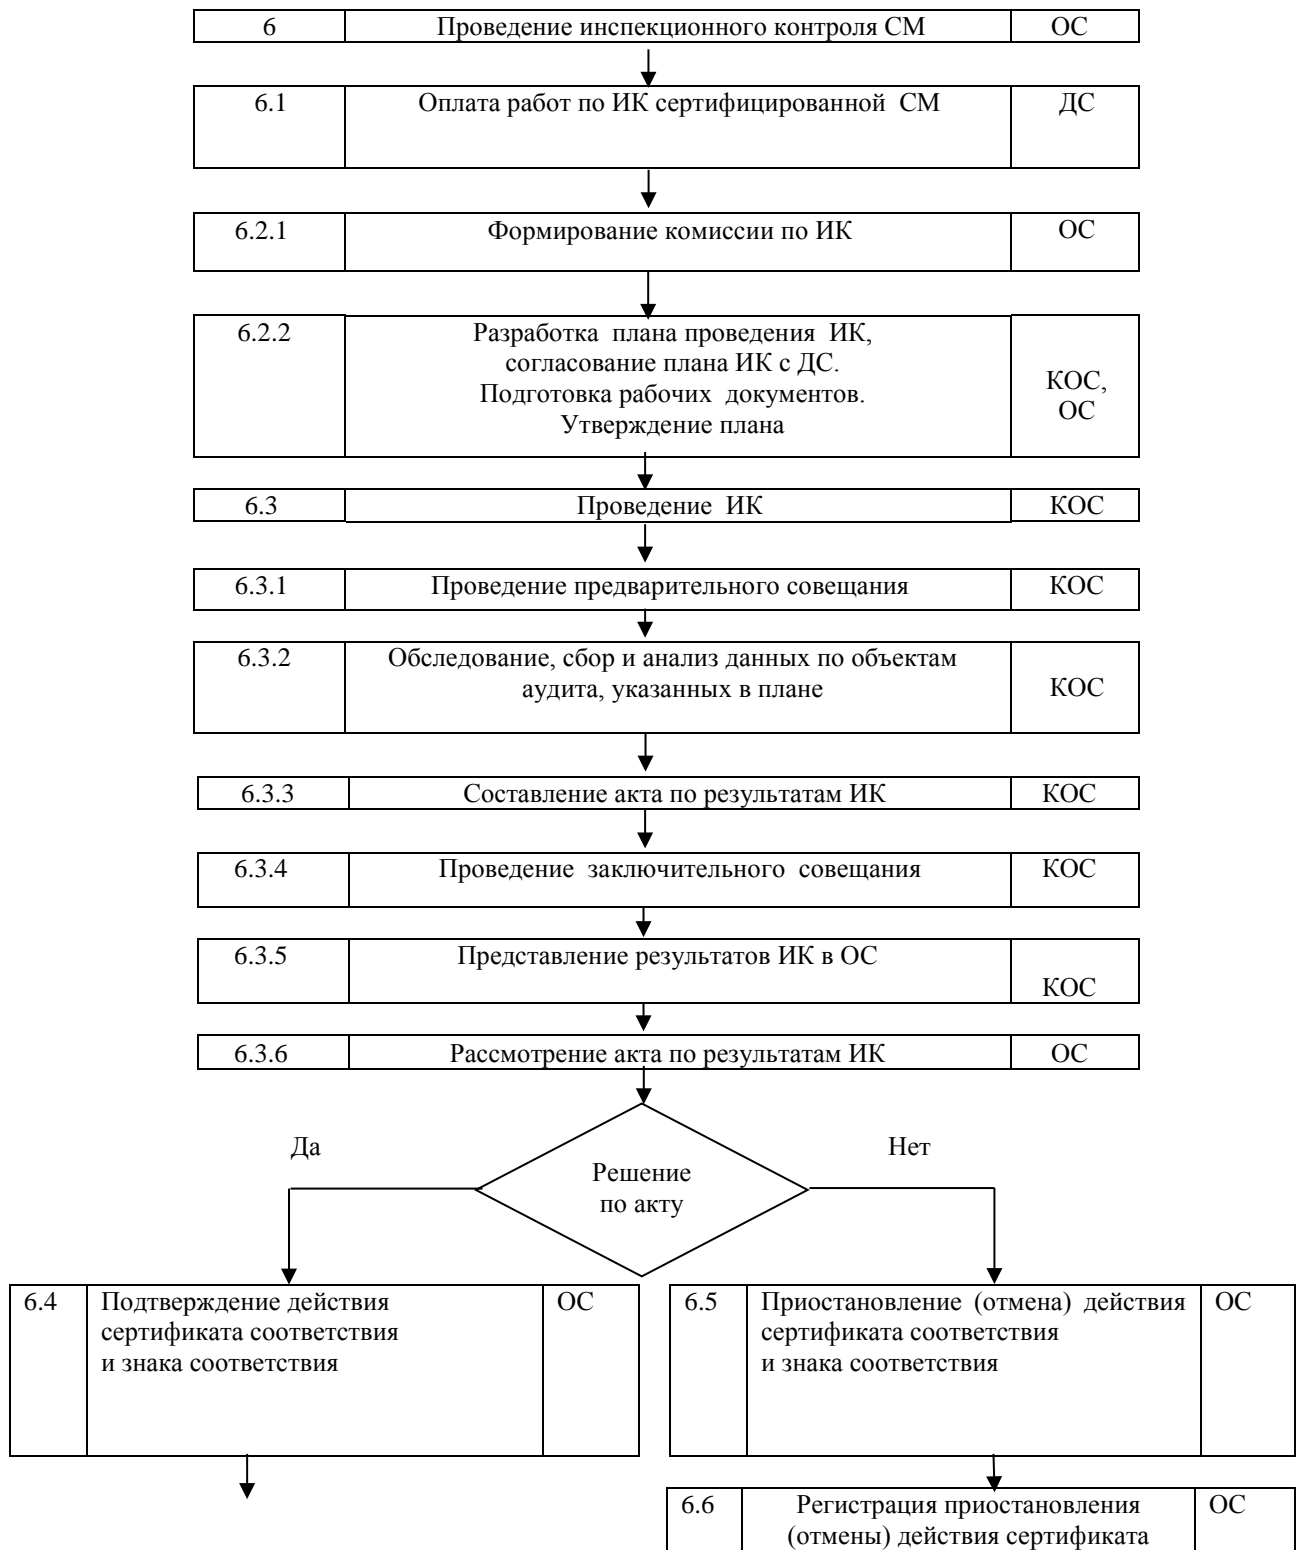 6 Проведение инспекционного контроля СМ ОС
6.1 Оплата работ по ИК сертифицированной СМ ДС
6.2.1 Формирование комиссии по ИК ОС
6.2.2 Разработка плана проведения ИК,
согласование плана ИК с ДС.
Подготовка рабочих документов.
Утверждение плана
КОС,
ОС
6.3 Проведение ИК КОС
6.3.1 Проведение предварительного совещания КОС
6.3.2 Обследование, сбор и анализ данных по объектам
аудита, указанных в плане
КОС
6.3.3 Составление акта по результатам ИК КОС
6.3.4 Проведение заключительного совещания КОС
6.3.5 Представление результатов ИК в ОС
КОС
6.3.6 Рассмотрение акта по результатам ИК ОС
Да
Нет
Решение
по акту
6.4 Подтверждение действия ОС
сертификата соответствия
и знака соответствия
6.5 Приостановление (отмена) действия ОС
сертификата соответствия
и знака соответствия
6.6 Регистрация приостановления ОС
(отмены) действия сертификата